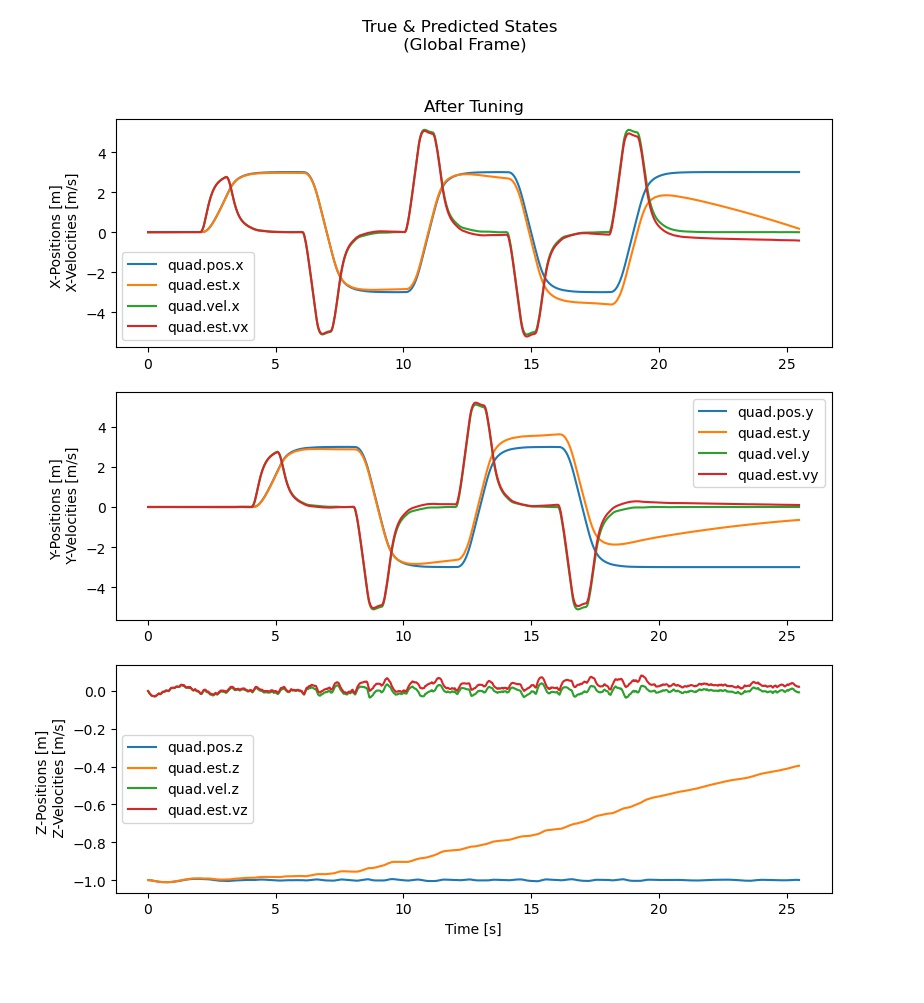 True & Predicted States
(Global Frame)
After Tuning
X-Positions [m]
X-Velocities [m/s]
4
2
0
−2
−4
quad.pos.x
quad.est.x
quad.vel.x
quad.est.vx
0 5 10 15 20 25
Y-Positions [m]
Y-Velocities [m/s]
4
2
0
−2
−4
quad.pos.y
quad.est.y
quad.vel.y
quad.est.vy
0 5 10 15 20 25
Z-Positions [m]
Z-Velocities [m/s]
0.0
−0.2
−0.4
−0.6
−0.8
−1.0
quad.pos.z
quad.est.z
quad.vel.z
quad.est.vz
0 5 10 15 20 25
Time [s]